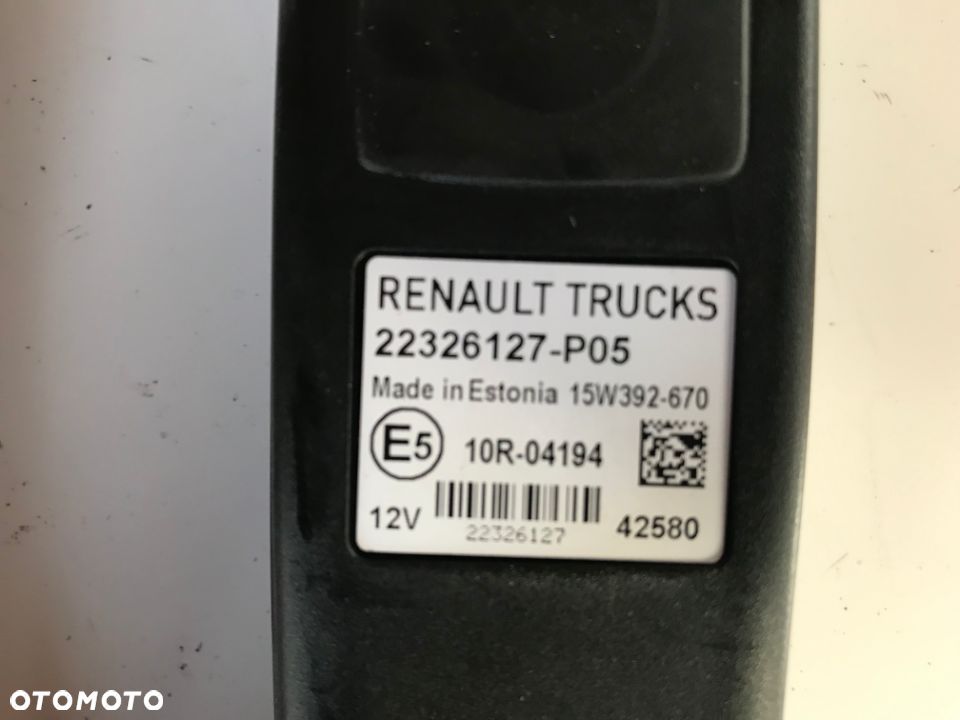 RENAULT TRUCKS
22326127-P05
Made in Estonia 15W392-670
E5 10R-04194
12V 22326127 42580
OTOMOTO